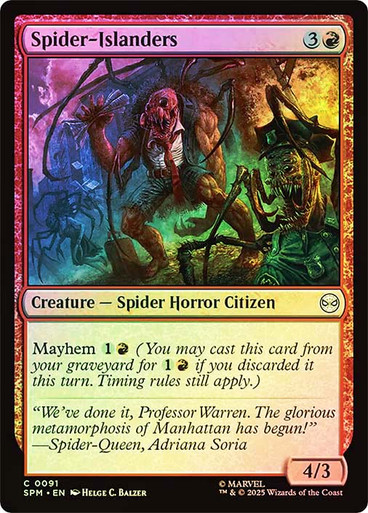 Spider-Islanders 3
Creature — Spider Horror Citizen
Mayhem 1 (You may cast this card from
your graveyard for 1 if you discarded it
this turn. Timing rules still apply.)
“We’ve done it, Professor Warren. The glorious
metamorphosis of Manhattan has begun!”
—Spider-Queen, Adriana Soria
4/3
C 0091
SPM • EN HELGE C. BALZER
© MARVEL
™ & © 2025 Wizards of the Coast